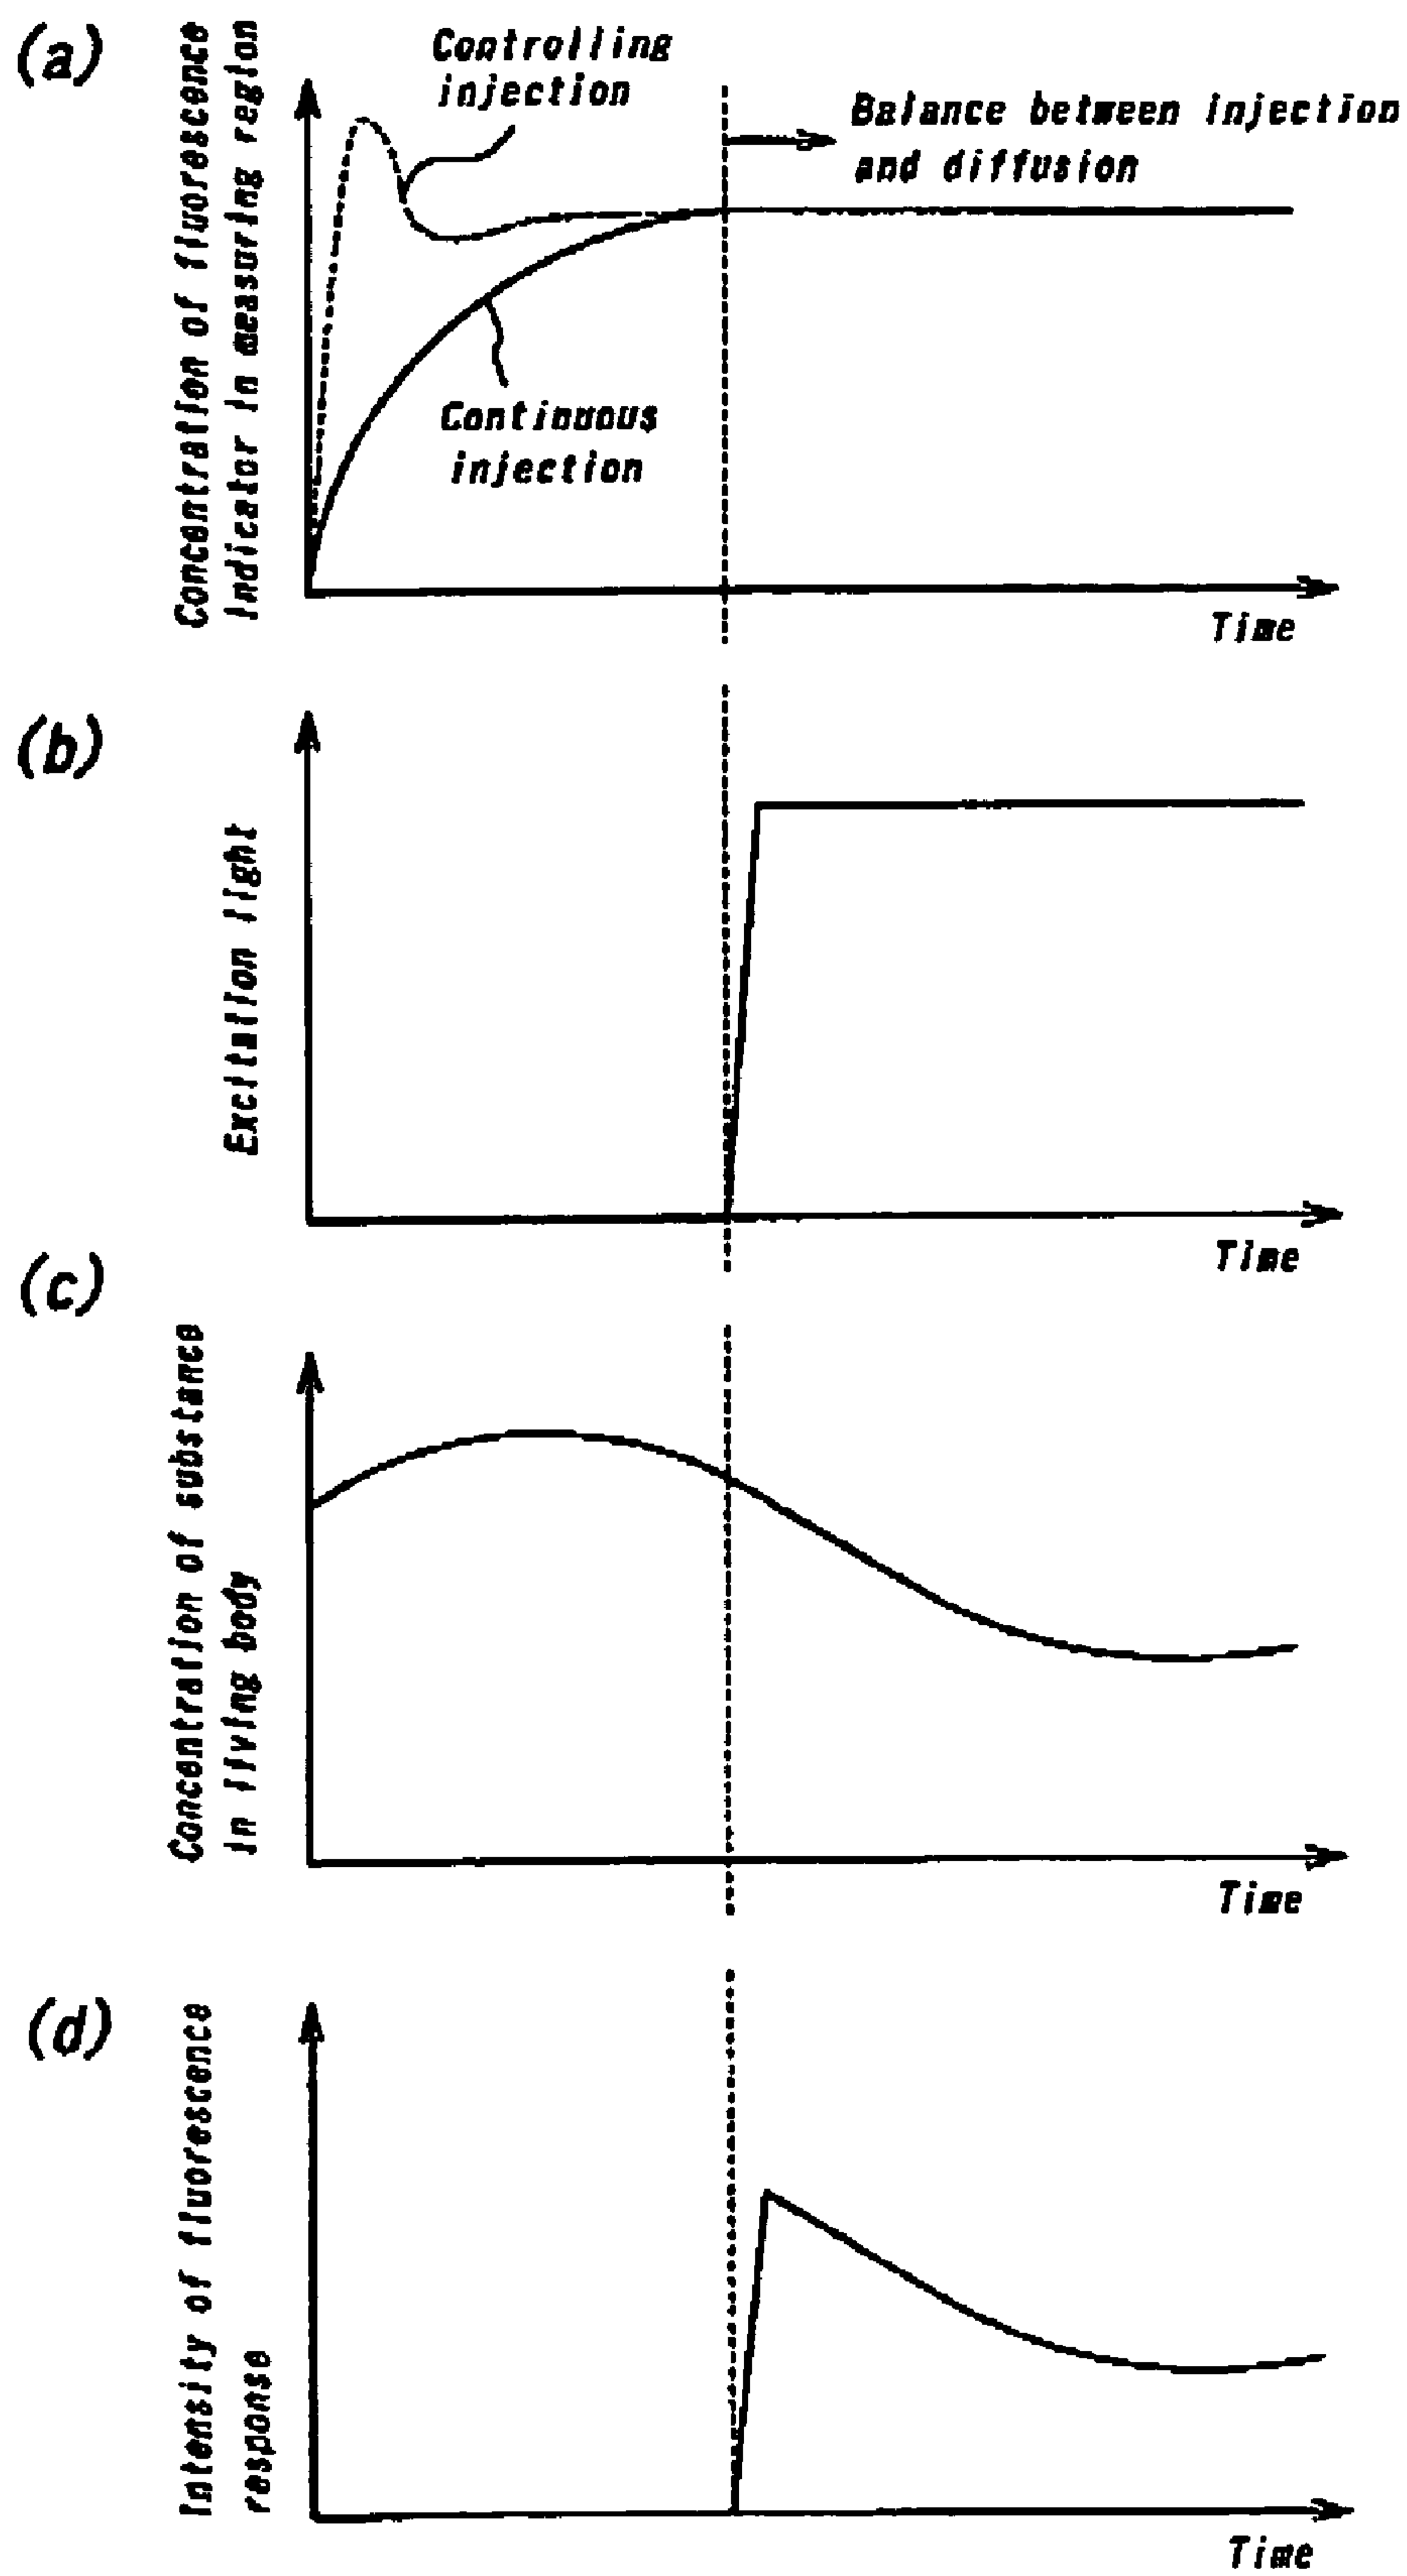 (a)
Concentration of fluorescence
indicator in measuring region
Controlling
injection
Balance between injection
and diffusion
Continuous
injection
Time
(b)
Excitation light
Time
(c)
Concentration of substance
in living body
Time
(d)
Intensity of fluorescence
response
Time